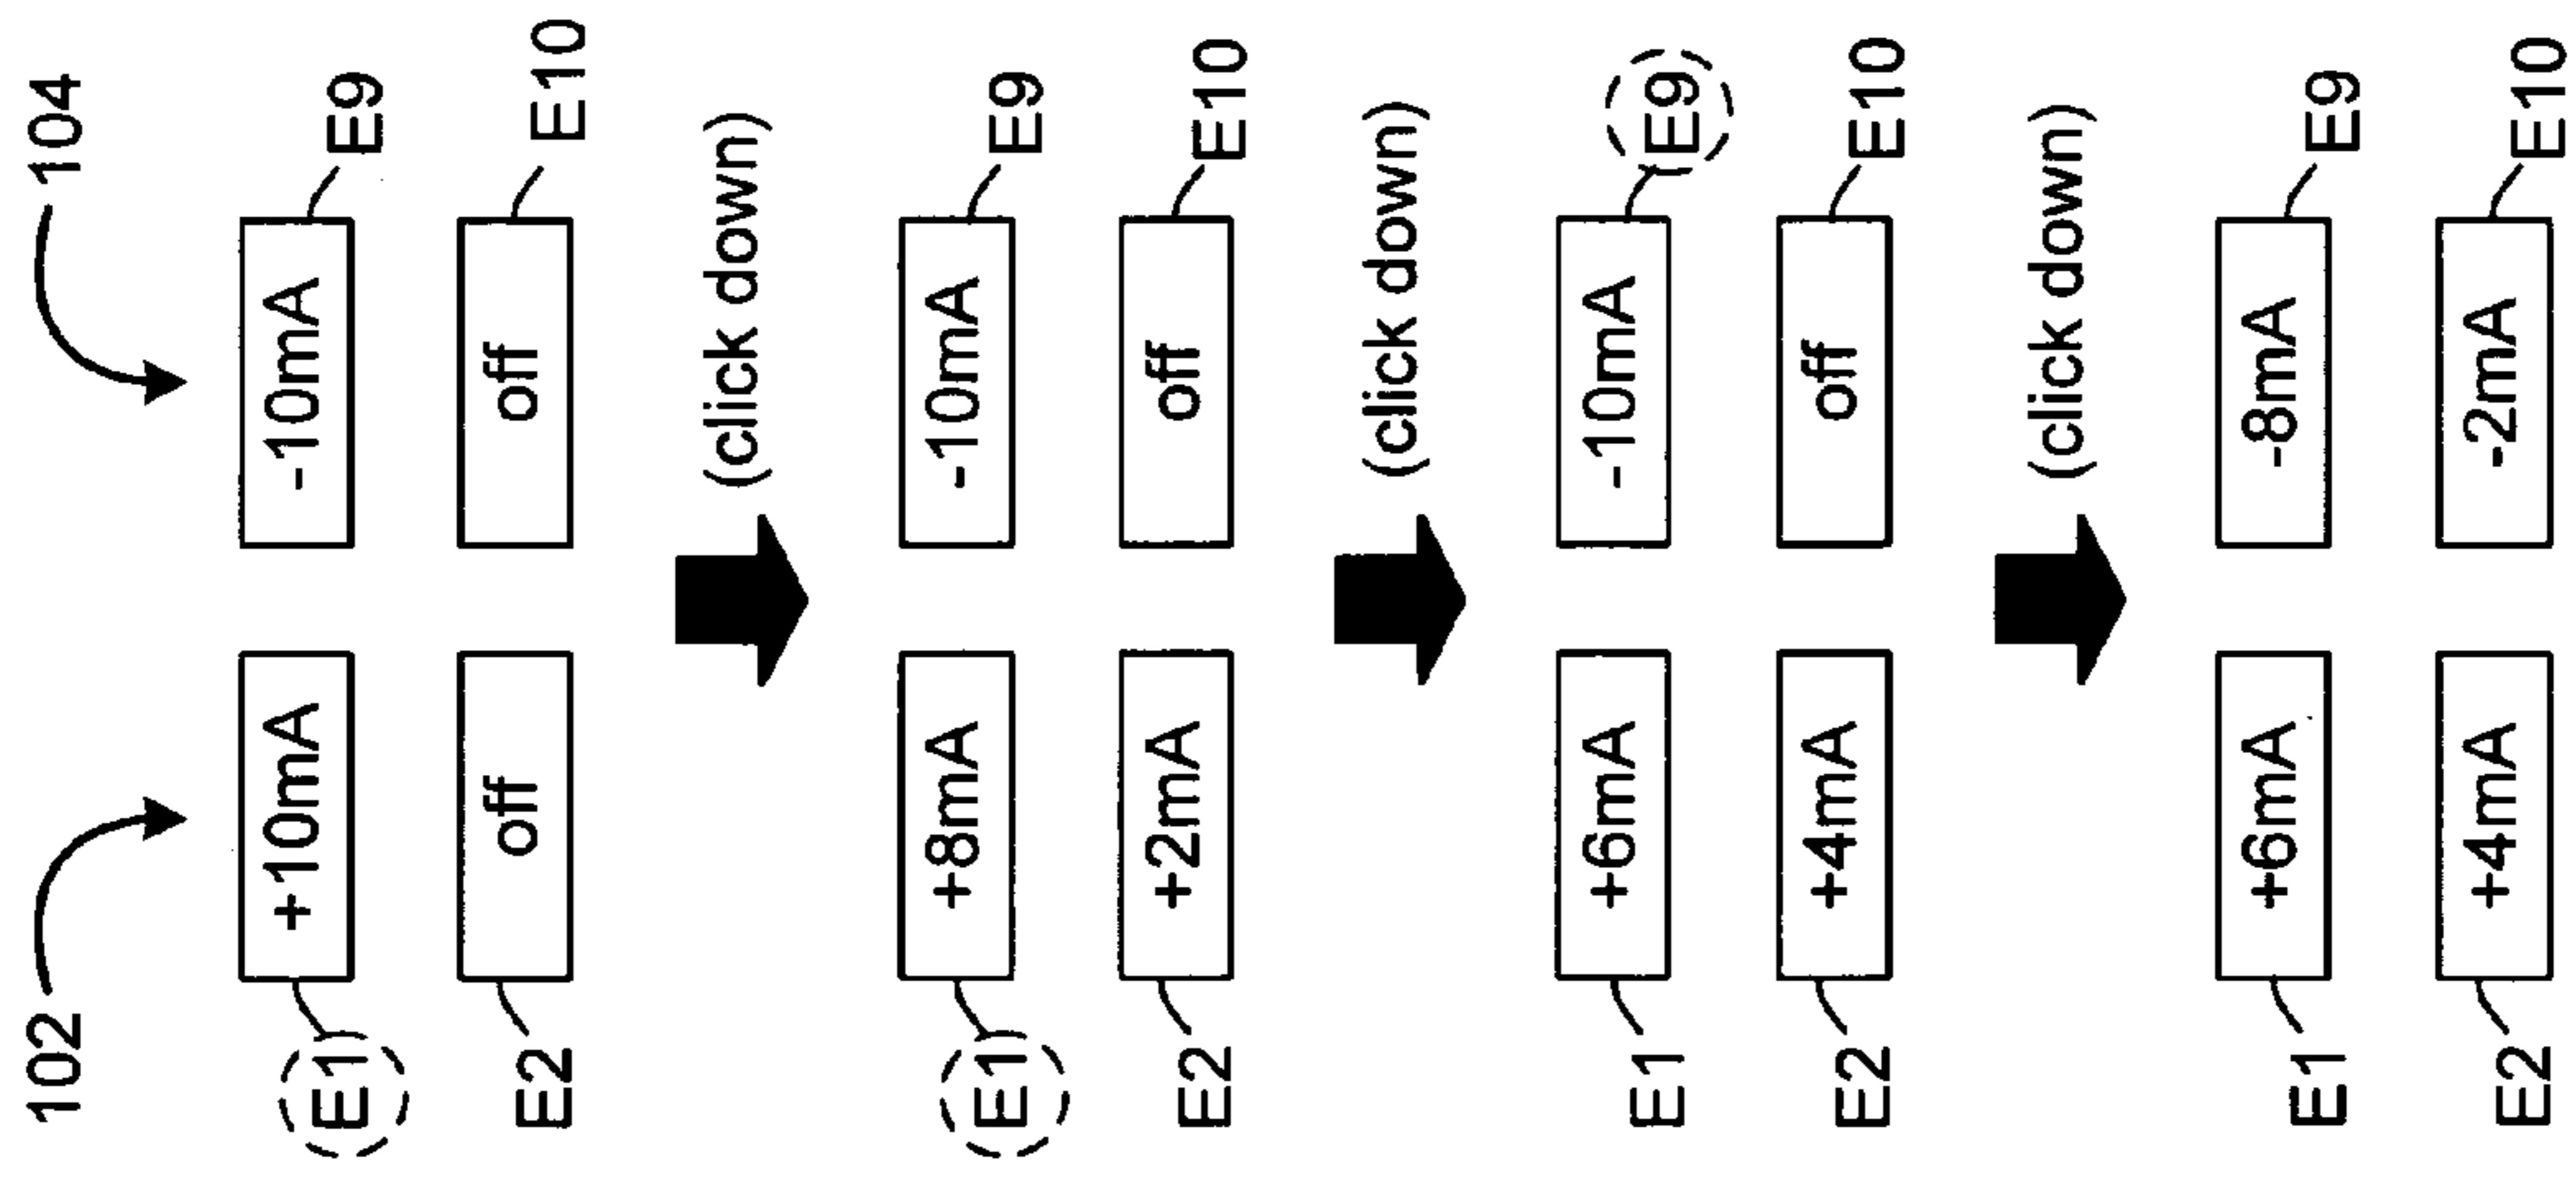 102
104
+10mA
-10mA
E1
E9
off
off
E2
E10
(click down)
+8mA
-10mA
E1
E9
+2mA
off
E2
E10
(click down)
+6mA
-10mA
E1
E9
+4mA
off
E2
E10
(click down)
+6mA
-8mA
E1
E9
+4mA
-2mA
E2
E10